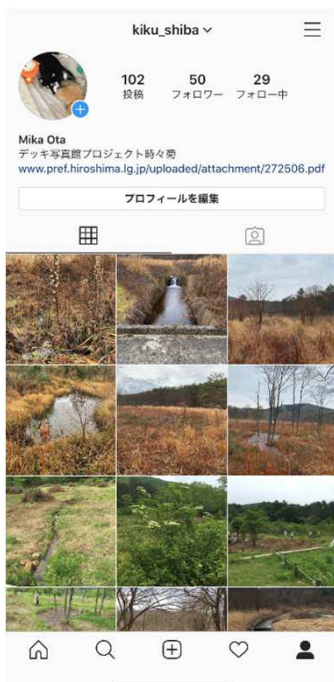 kiku_shiba
102 50 29
投稿 フォロワー フォロー中
Mika Ota
デッキ写真館プロジェクト時々菊
www.pref.hiroshima.lg.jp/uploaded/attachment/272506.pdf
プロフィールを編集